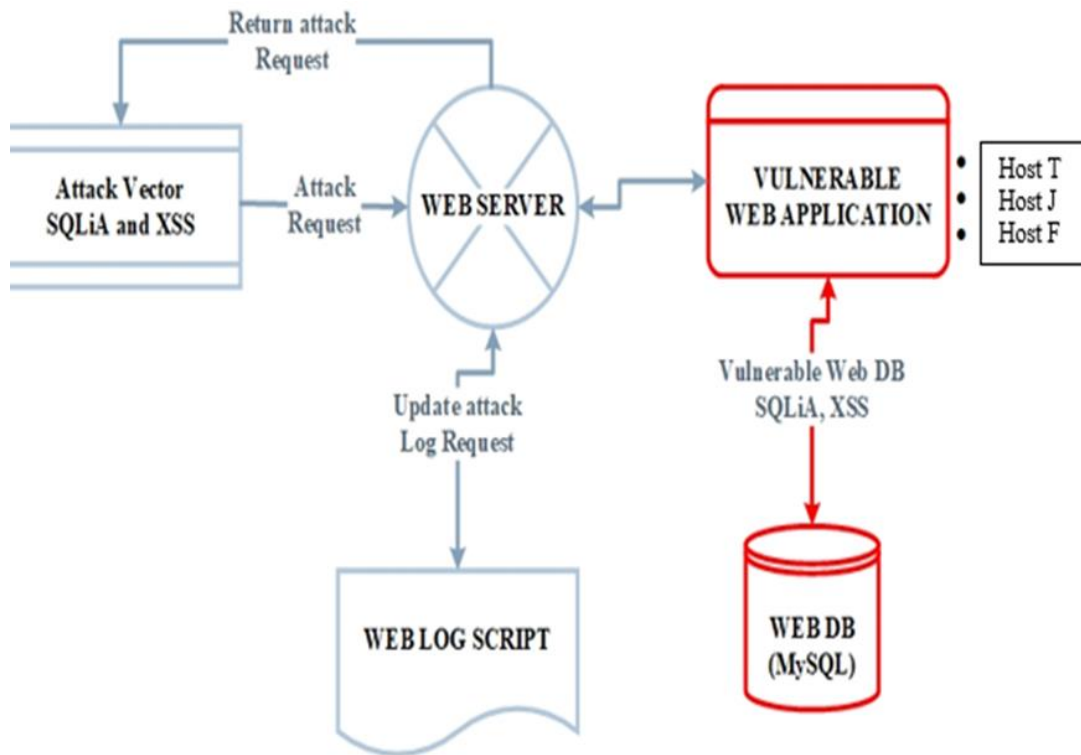 Return attack
Request
Attack Vector
SQLiA and XSS
Attack
Request
WEB SERVER
VULNERABLE
WEB APPLICATION
• Host T
• Host J
• Host F
Update attack
Log Request
Vulnerable Web DB
SQLiA, XSS
WEB LOG SCRIPT
WEB DB
(MySQL)